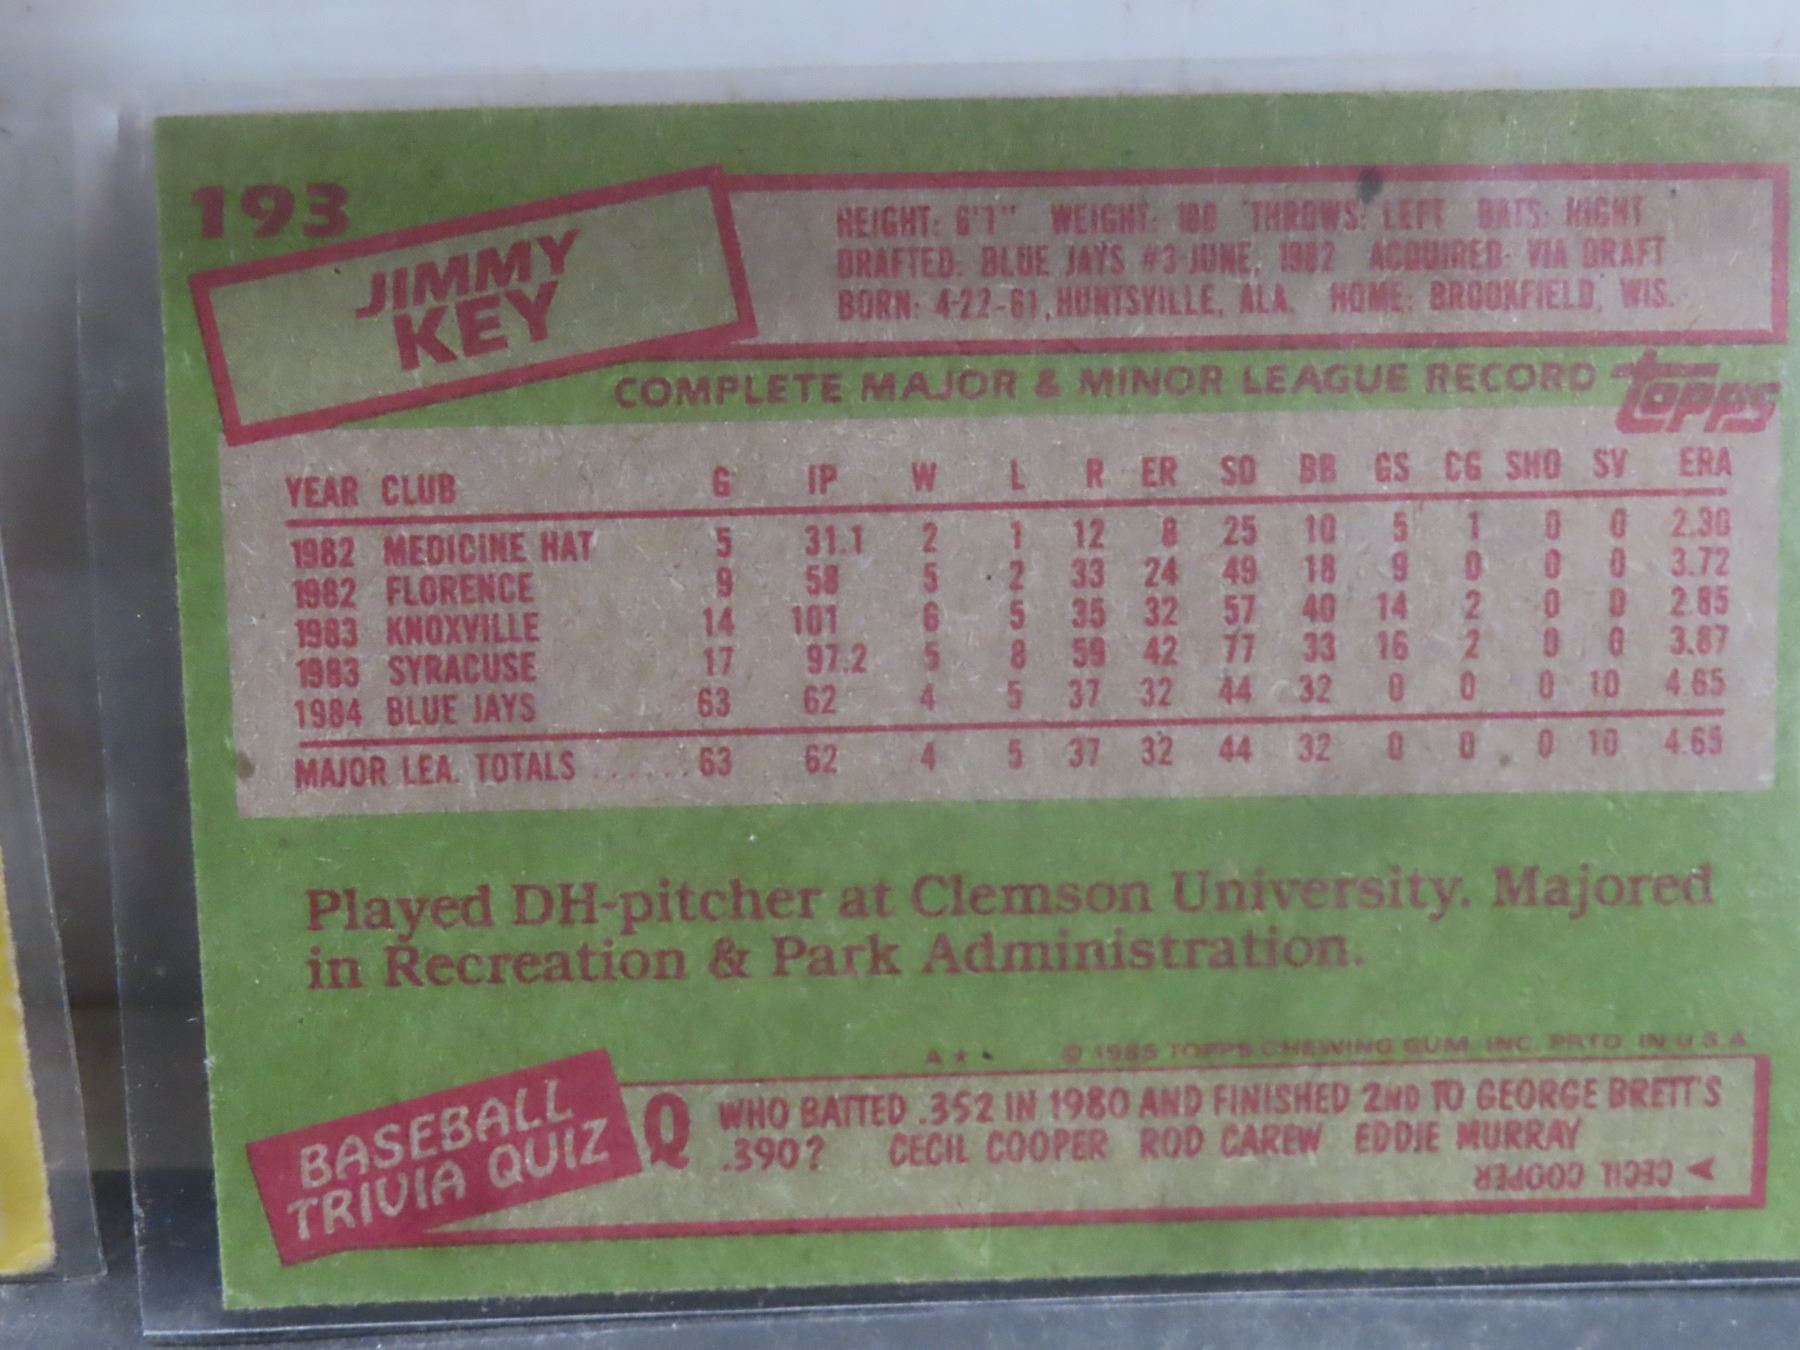 193
JIMMY
KEY
HEIGHT: 6'1" WEIGHT: 180 THROWS: LEFT BATS: RIGHT
DRAFTED: BLUE JAYS #3-JUNE, 1982 ACQUIRED: VIA DRAFT
BORN: 4-22-61, HUNTSVILLE, ALA. HOME: BROOKFIELD, WIS.
COMPLETE MAJOR & MINOR LEAGUE RECORD
topps
YEAR CLUB G IP W L R ER SO BB GS CG SHO SV ERA
1982 MEDICINE HAT 5 31.1 2 1 12 8 25 10 5 1 0 0 2.30
1982 FLORENCE 9 58 5 2 33 24 49 18 9 0 0 0 3.72
1983 KNOXVILLE 14 101 6 5 35 32 57 40 14 2 0 0 2.85
1983 SYRACUSE 17 97.2 5 8 59 42 77 33 16 2 0 0 3.87
1984 BLUE JAYS 63 62 4 5 37 32 44 32 0 0 0 10 4.65
MAJOR LEA. TOTALS ...... 63 62 4 5 37 32 44 32 0 0 0 10 4.65
Played DH-pitcher at Clemson University. Majored
in Recreation & Park Administration.
A * © 1985 TOPPS CHEWING GUM, INC. PRTD. IN U.S.A.
BASEBALL
TRIVIA QUIZ
Q WHO BATTED .352 IN 1980 AND FINISHED 2ND TO GEORGE BRETT'S
.390? CECIL COOPER ROD CAREW EDDIE MURRAY
CECIL COOPER